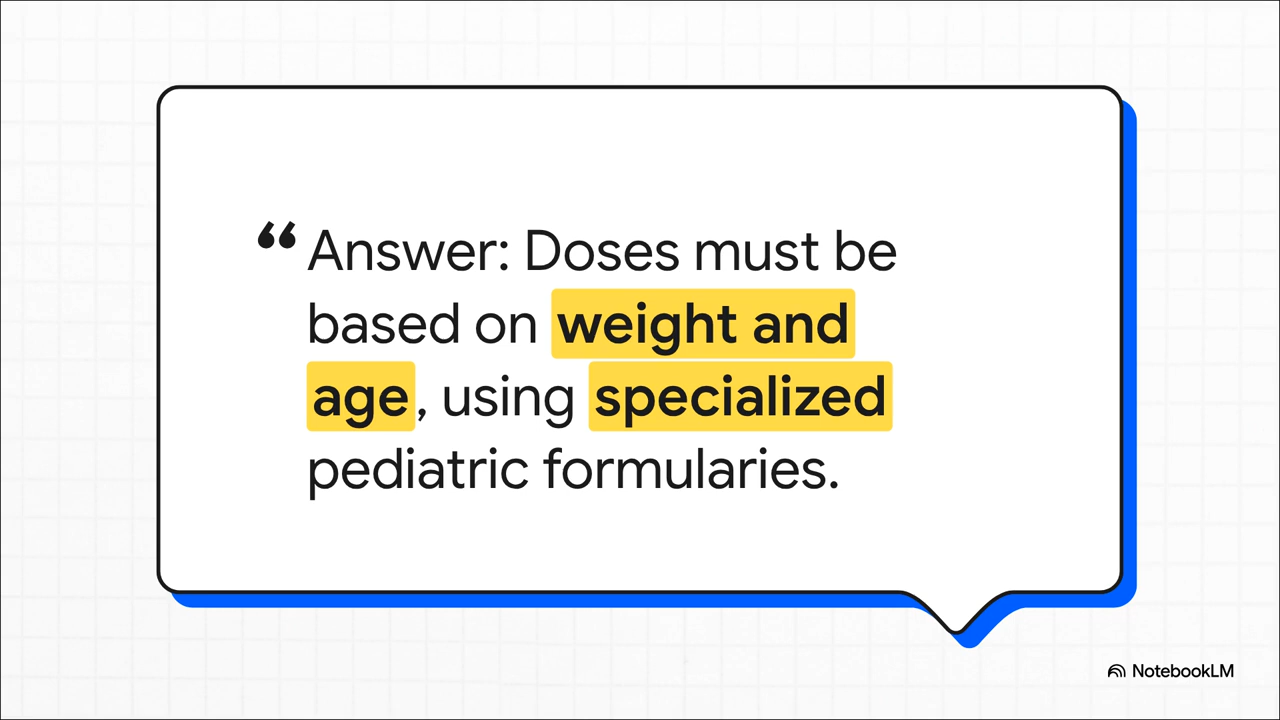 “ Answer: Doses must be
based on weight and
age, using specialized
pediatric formularies.
NotebookLM